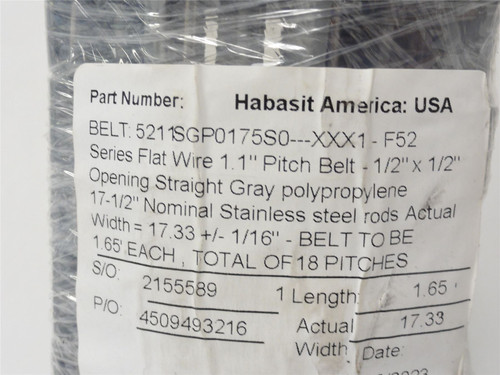 Part Number: Habasit America: USA
BELT: 5211SGP0175S0---XXX1 - F52
Series Flat Wire 1.1" Pitch Belt - 1/2" x 1/2"
Opening Straight Gray polypropylene
17-1/2" Nominal Stainless steel rods Actual
Width = 17.33 +/- 1/16" - BELT TO BE
1.65' EACH , TOTAL OF 18 PITCHES
S/O: 2155589 1 Length 1.65 '
P/O: 4509493216 Actual 17.33
Width Date: